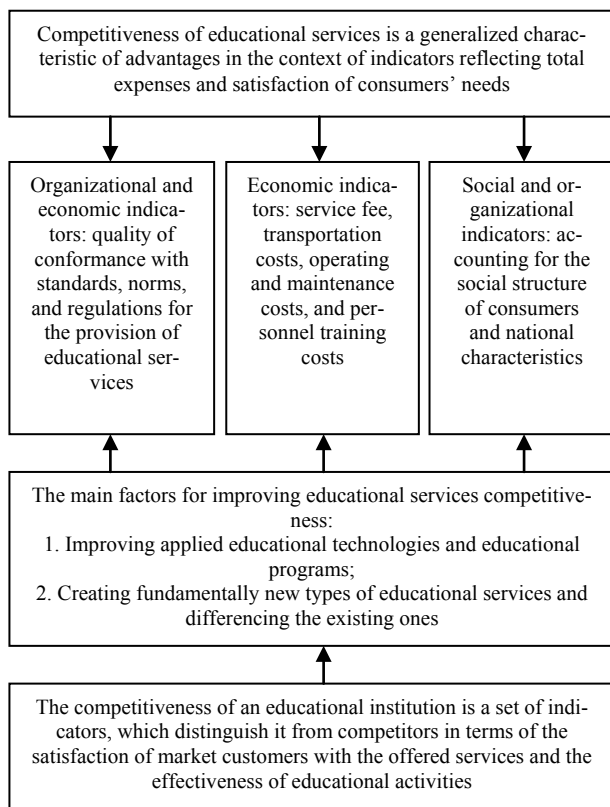 Competitiveness of educational services is a generalized charac-
teristic of advantages in the context of indicators reflecting total
expenses and satisfaction of consumers’ needs
Organizational and
economic indica-
tors: quality of
conformance with
standards, norms,
and regulations for
the provision of
educational ser-
vices
Economic indica-
tors: service fee,
transportation
costs, operating
and maintenance
costs, and per-
sonnel training
costs
Social and or-
ganizational
indicators: ac-
counting for the
social structure
of consumers
and national
characteristics
The main factors for improving educational services competitive-
ness:
1. Improving applied educational technologies and educational
programs;
2. Creating fundamentally new types of educational services and
differencing the existing ones
The competitiveness of an educational institution is a set of indi-
cators, which distinguish it from competitors in terms of the
satisfaction of market customers with the offered services and the
effectiveness of educational activities